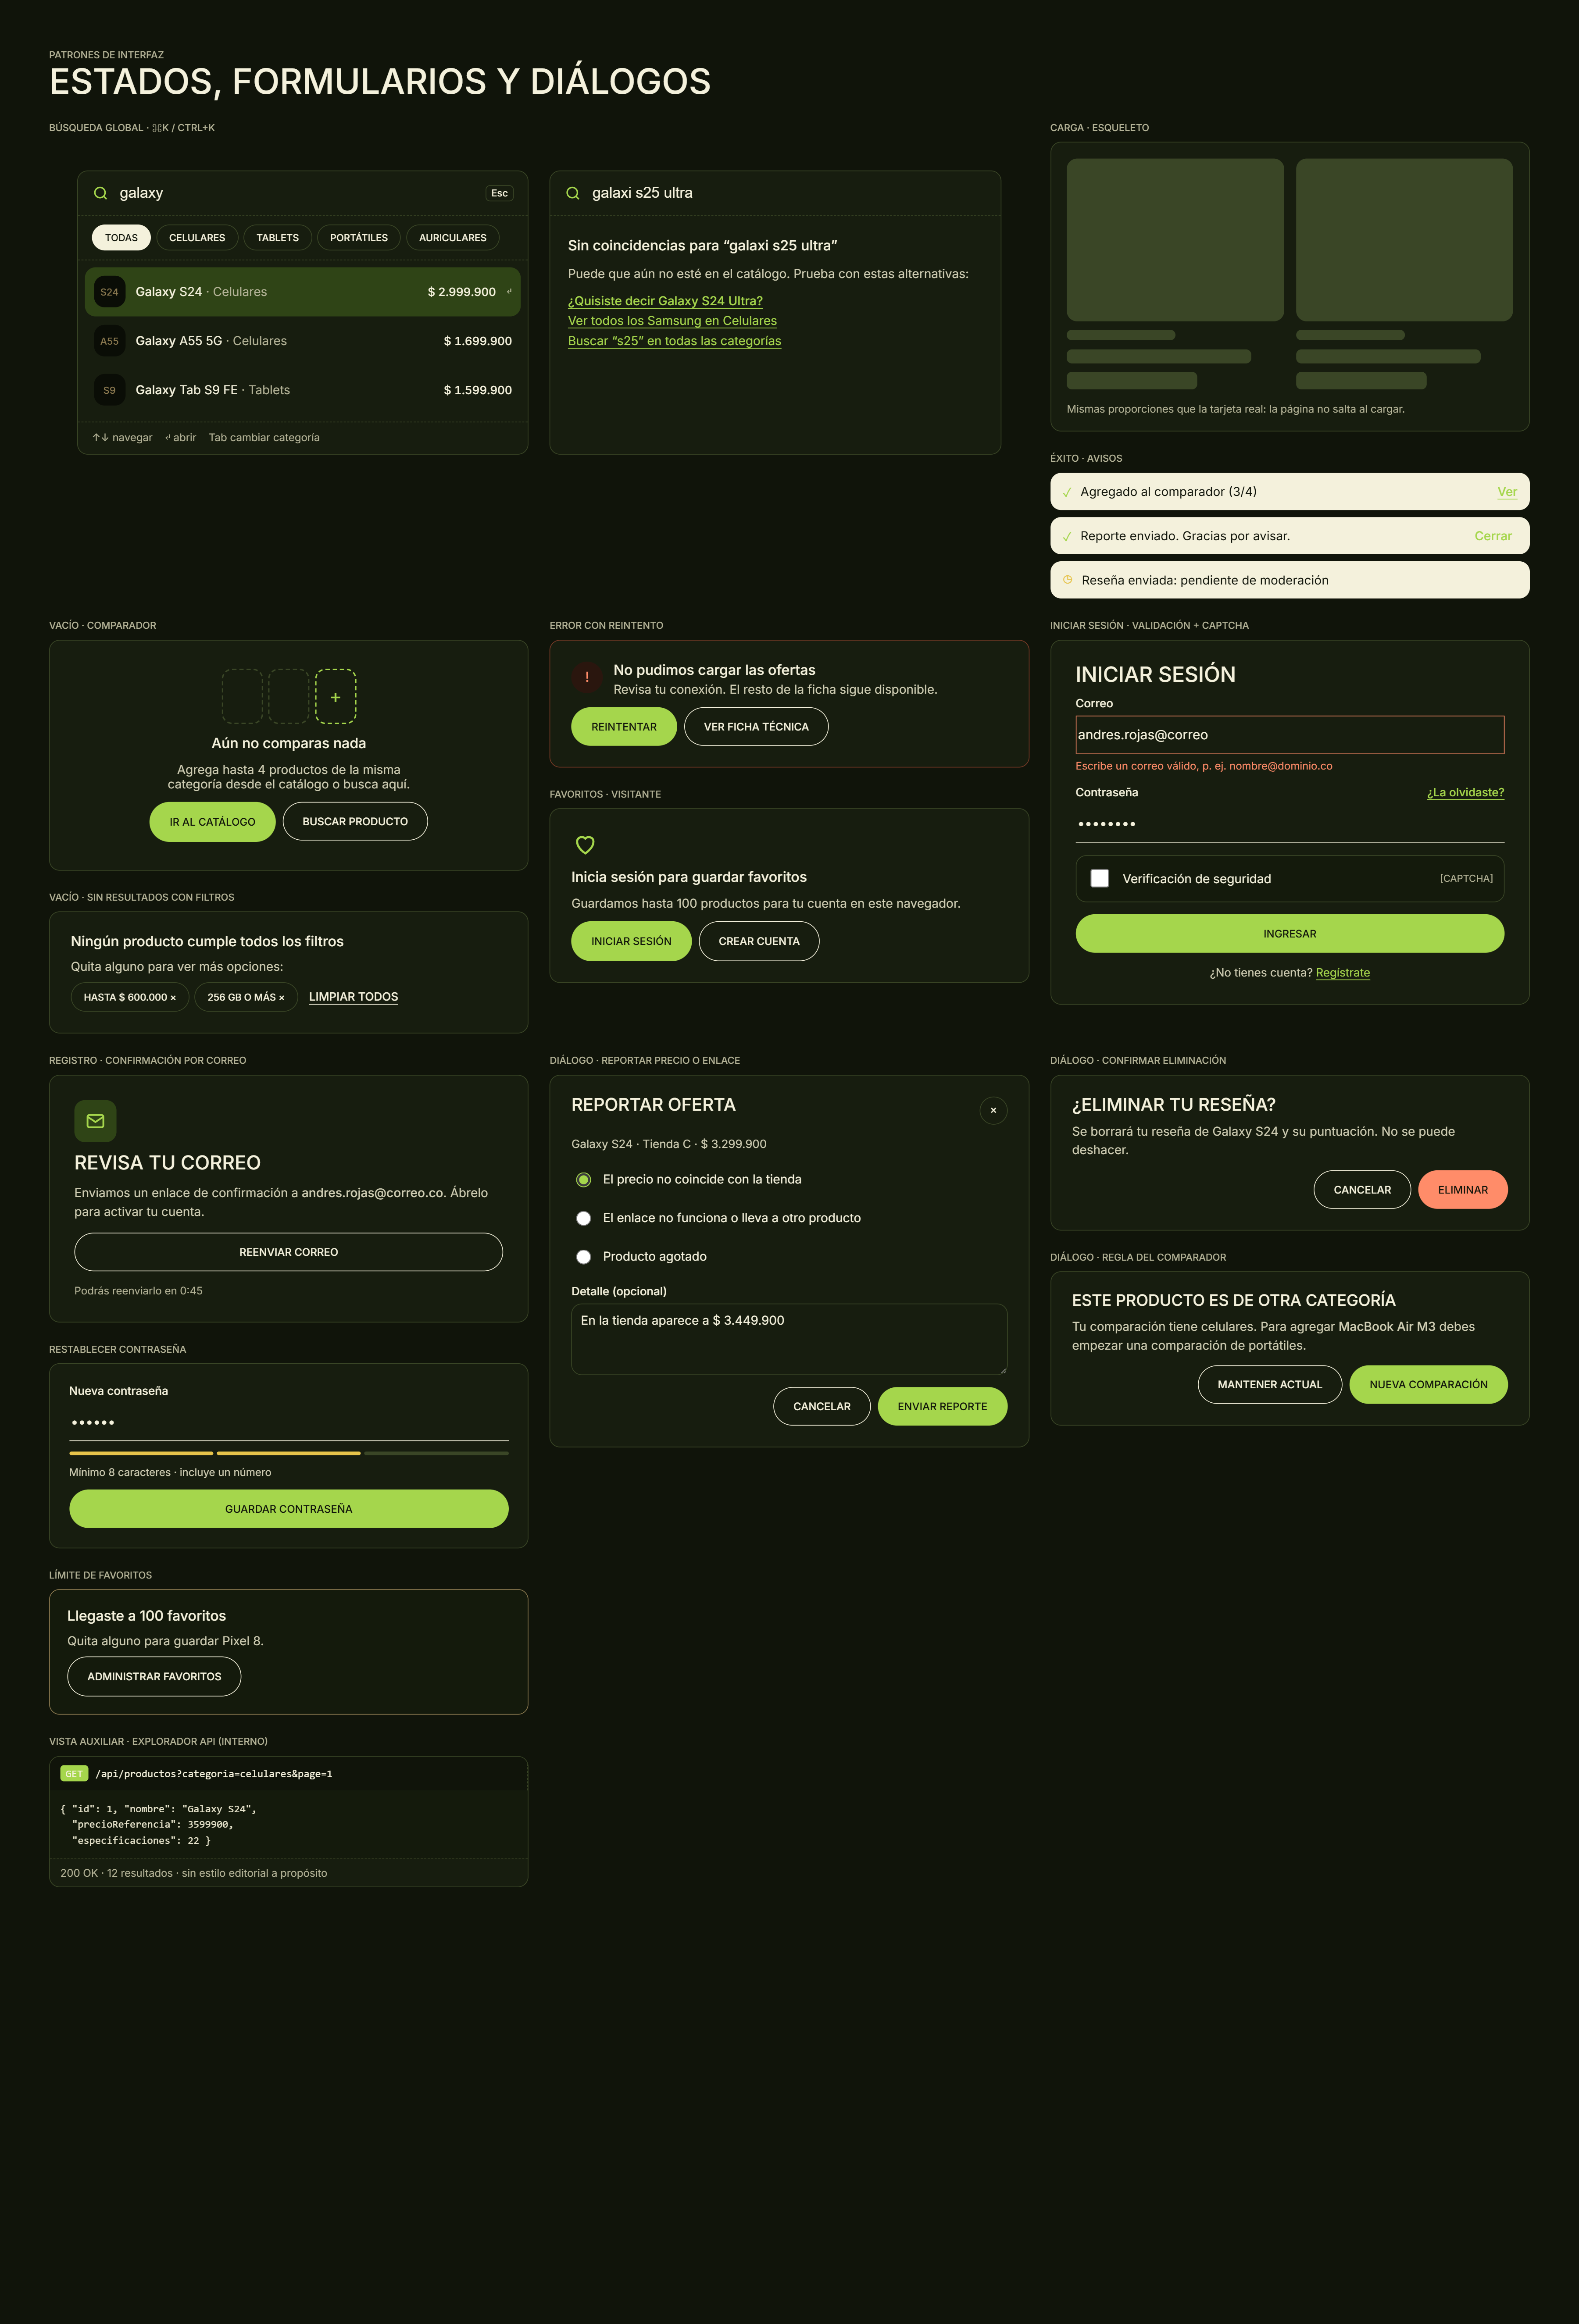 PATRONES DE INTERFAZ
ESTADOS, FORMULARIOS Y DIÁLOGOS
BÚSQUEDA GLOBAL · ⌘K / CTRL+K
galaxy
Esc
TODAS
CELULARES
TABLETS
PORTÁTILES
AURICULARES
S24
Galaxy S24 · Celulares
$ 2.999.900 ↵
A55
Galaxy A55 5G · Celulares
$ 1.699.900
S9
Galaxy Tab S9 FE · Tablets
$ 1.599.900
↑↓ navegar ↵ abrir Tab cambiar categoría
galaxi s25 ultra
Sin coincidencias para “galaxi s25 ultra”
Puede que aún no esté en el catálogo. Prueba con estas alternativas:
¿Quisiste decir Galaxy S24 Ultra?
Ver todos los Samsung en Celulares
Buscar “s25” en todas las categorías
CARGA · ESQUELETO
Mismas proporciones que la tarjeta real: la página no salta al cargar.
ÉXITO · AVISOS
✓ Agregado al comparador (3/4)
Ver
✓ Reporte enviado. Gracias por avisar.
Cerrar
Reseña enviada: pendiente de moderación
VACÍO · COMPARADOR
+
Aún no comparas nada
Agrega hasta 4 productos de la misma
categoría desde el catálogo o busca aquí.
IR AL CATÁLOGO
BUSCAR PRODUCTO
VACÍO · SIN RESULTADOS CON FILTROS
Ningún producto cumple todos los filtros
Quita alguno para ver más opciones:
HASTA $ 600.000 ×
256 GB O MÁS ×
LIMPIAR TODOS
ERROR CON REINTENTO
!
No pudimos cargar las ofertas
Revisa tu conexión. El resto de la ficha sigue disponible.
REINTENTAR
VER FICHA TÉCNICA
FAVORITOS · VISITANTE
Inicia sesión para guardar favoritos
Guardamos hasta 100 productos para tu cuenta en este navegador.
INICIAR SESIÓN
CREAR CUENTA
INICIAR SESIÓN · VALIDACIÓN + CAPTCHA
INICIAR SESIÓN
Correo
andres.rojas@correo
Escribe un correo válido, p. ej. nombre@dominio.co
Contraseña
¿La olvidaste?
••••••••
Verificación de seguridad
[CAPTCHA]
INGRESAR
¿No tienes cuenta? Regístrate
REGISTRO · CONFIRMACIÓN POR CORREO
REVISA TU CORREO
Enviamos un enlace de confirmación a andres.rojas@correo.co. Ábrelo
para activar tu cuenta.
REENVIAR CORREO
Podrás reenviarlo en 0:45
RESTABLECER CONTRASEÑA
Nueva contraseña
••••••
Mínimo 8 caracteres · incluye un número
GUARDAR CONTRASEÑA
LÍMITE DE FAVORITOS
Llegaste a 100 favoritos
Quita alguno para guardar Pixel 8.
ADMINISTRAR FAVORITOS
VISTA AUXILIAR · EXPLORADOR API (INTERNO)
GET /api/productos?categoria=celulares&page=1
{ "id": 1, "nombre": "Galaxy S24",
"precioReferencia": 3599900,
"especificaciones": 22 }
200 OK · 12 resultados · sin estilo editorial a propósito
DIÁLOGO · REPORTAR PRECIO O ENLACE
REPORTAR OFERTA
×
Galaxy S24 · Tienda C · $ 3.299.900
El precio no coincide con la tienda
El enlace no funciona o lleva a otro producto
Producto agotado
Detalle (opcional)
En la tienda aparece a $ 3.449.900
CANCELAR
ENVIAR REPORTE
DIÁLOGO · CONFIRMAR ELIMINACIÓN
¿ELIMINAR TU RESEÑA?
Se borrará tu reseña de Galaxy S24 y su puntuación. No se puede
deshacer.
CANCELAR
ELIMINAR
DIÁLOGO · REGLA DEL COMPARADOR
ESTE PRODUCTO ES DE OTRA CATEGORÍA
Tu comparación tiene celulares. Para agregar MacBook Air M3 debes
empezar una comparación de portátiles.
MANTENER ACTUAL
NUEVA COMPARACIÓN